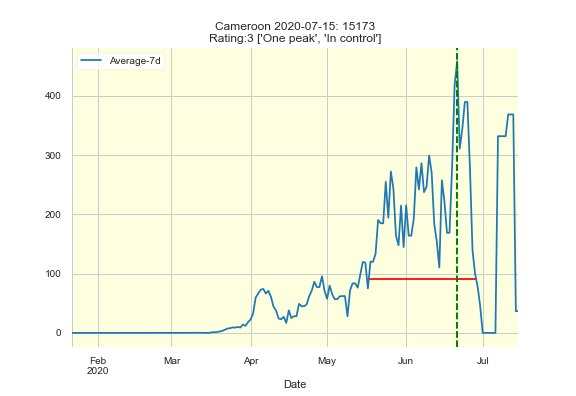 Cameroon 2020-07-15: 15173
Rating:3 ['One peak', 'In control']
Average-7d
400
300
200
100
0
Feb
2020
Mar
Apr
May
Jun
Jul
Date